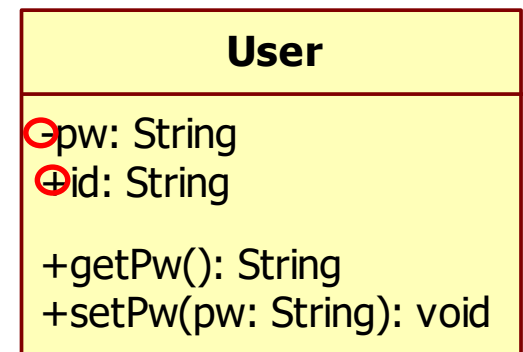 User
-pw: String
+id: String
+getPw(): String
+setPw(pw: String): void